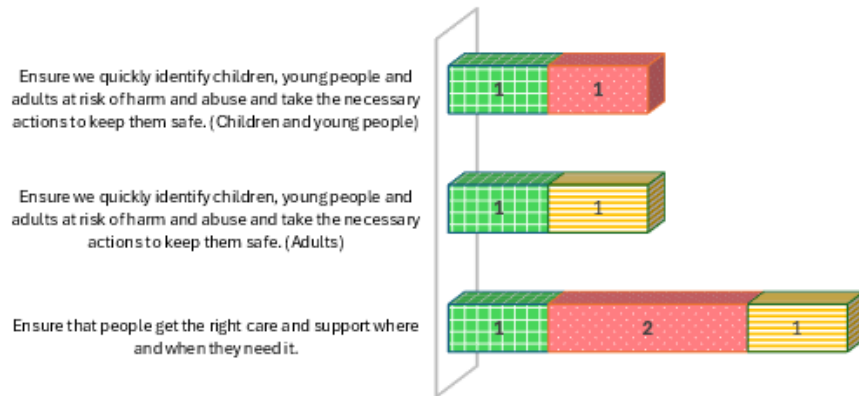 Ensure we quickly identify children, young people and
adults at risk of harm and abuse and take the necessary
actions to keep them safe. (Children and young people)
1 1
Ensure we quickly identify children, young people and
adults at risk of harm and abuse and take the necessary
actions to keep them safe. (Adults)
1 1
Ensure that people get the right care and support where
and when they need it.
1 2 1